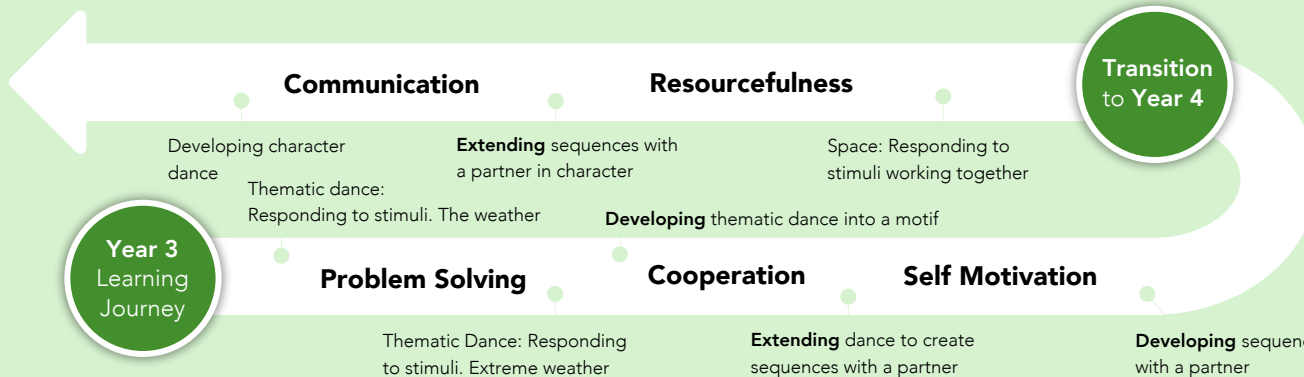 Communication
Resourcefulness
Transition
to Year 4
Developing character
dance
Extending sequences with
a partner in character
Space: Responding to
stimuli working together
Thematic dance:
Responding to stimuli. The weather
Developing thematic dance into a motif
Year 3
Learning
Journey
Problem Solving
Cooperation
Self Motivation
Thematic Dance: Responding
to stimuli. Extreme weather
Extending dance to create
sequences with a partner
Developing
with a partner